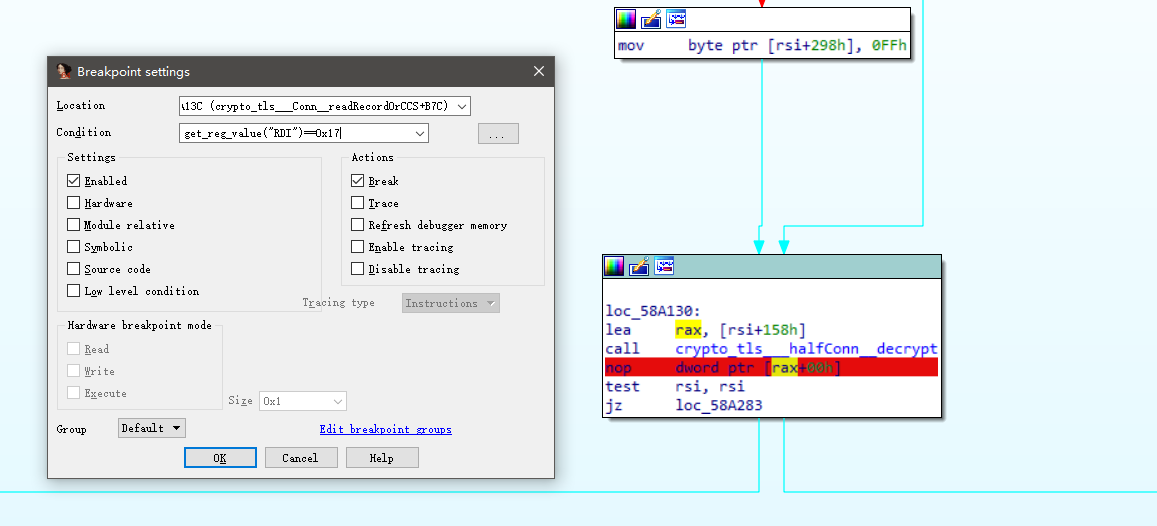 Breakpoint settings
Location
13C (crypto_tls___Conn__readRecordOrCCS+B7C)
Condition
get_reg_value("RDI")==0x17
...
Settings
Enabled
Hardware
Module relative
Symbolic
Source code
Low level condition
Actions
Break
Trace
Refresh debugger memory
Enable tracing
Disable tracing
Tracing type
Instructions
Hardware breakpoint mode
Read
Write
Execute
Size
0x1
Group
Default
Edit breakpoint groups
OK
Cancel
Help
mov byte ptr [rsi+298h], 0FFh
loc_58A130:
lea rax, [rsi+158h]
call crypto_tls___halfConn__decrypt
nop dword ptr [rax+00h]
test rsi, rsi
jz loc_58A283